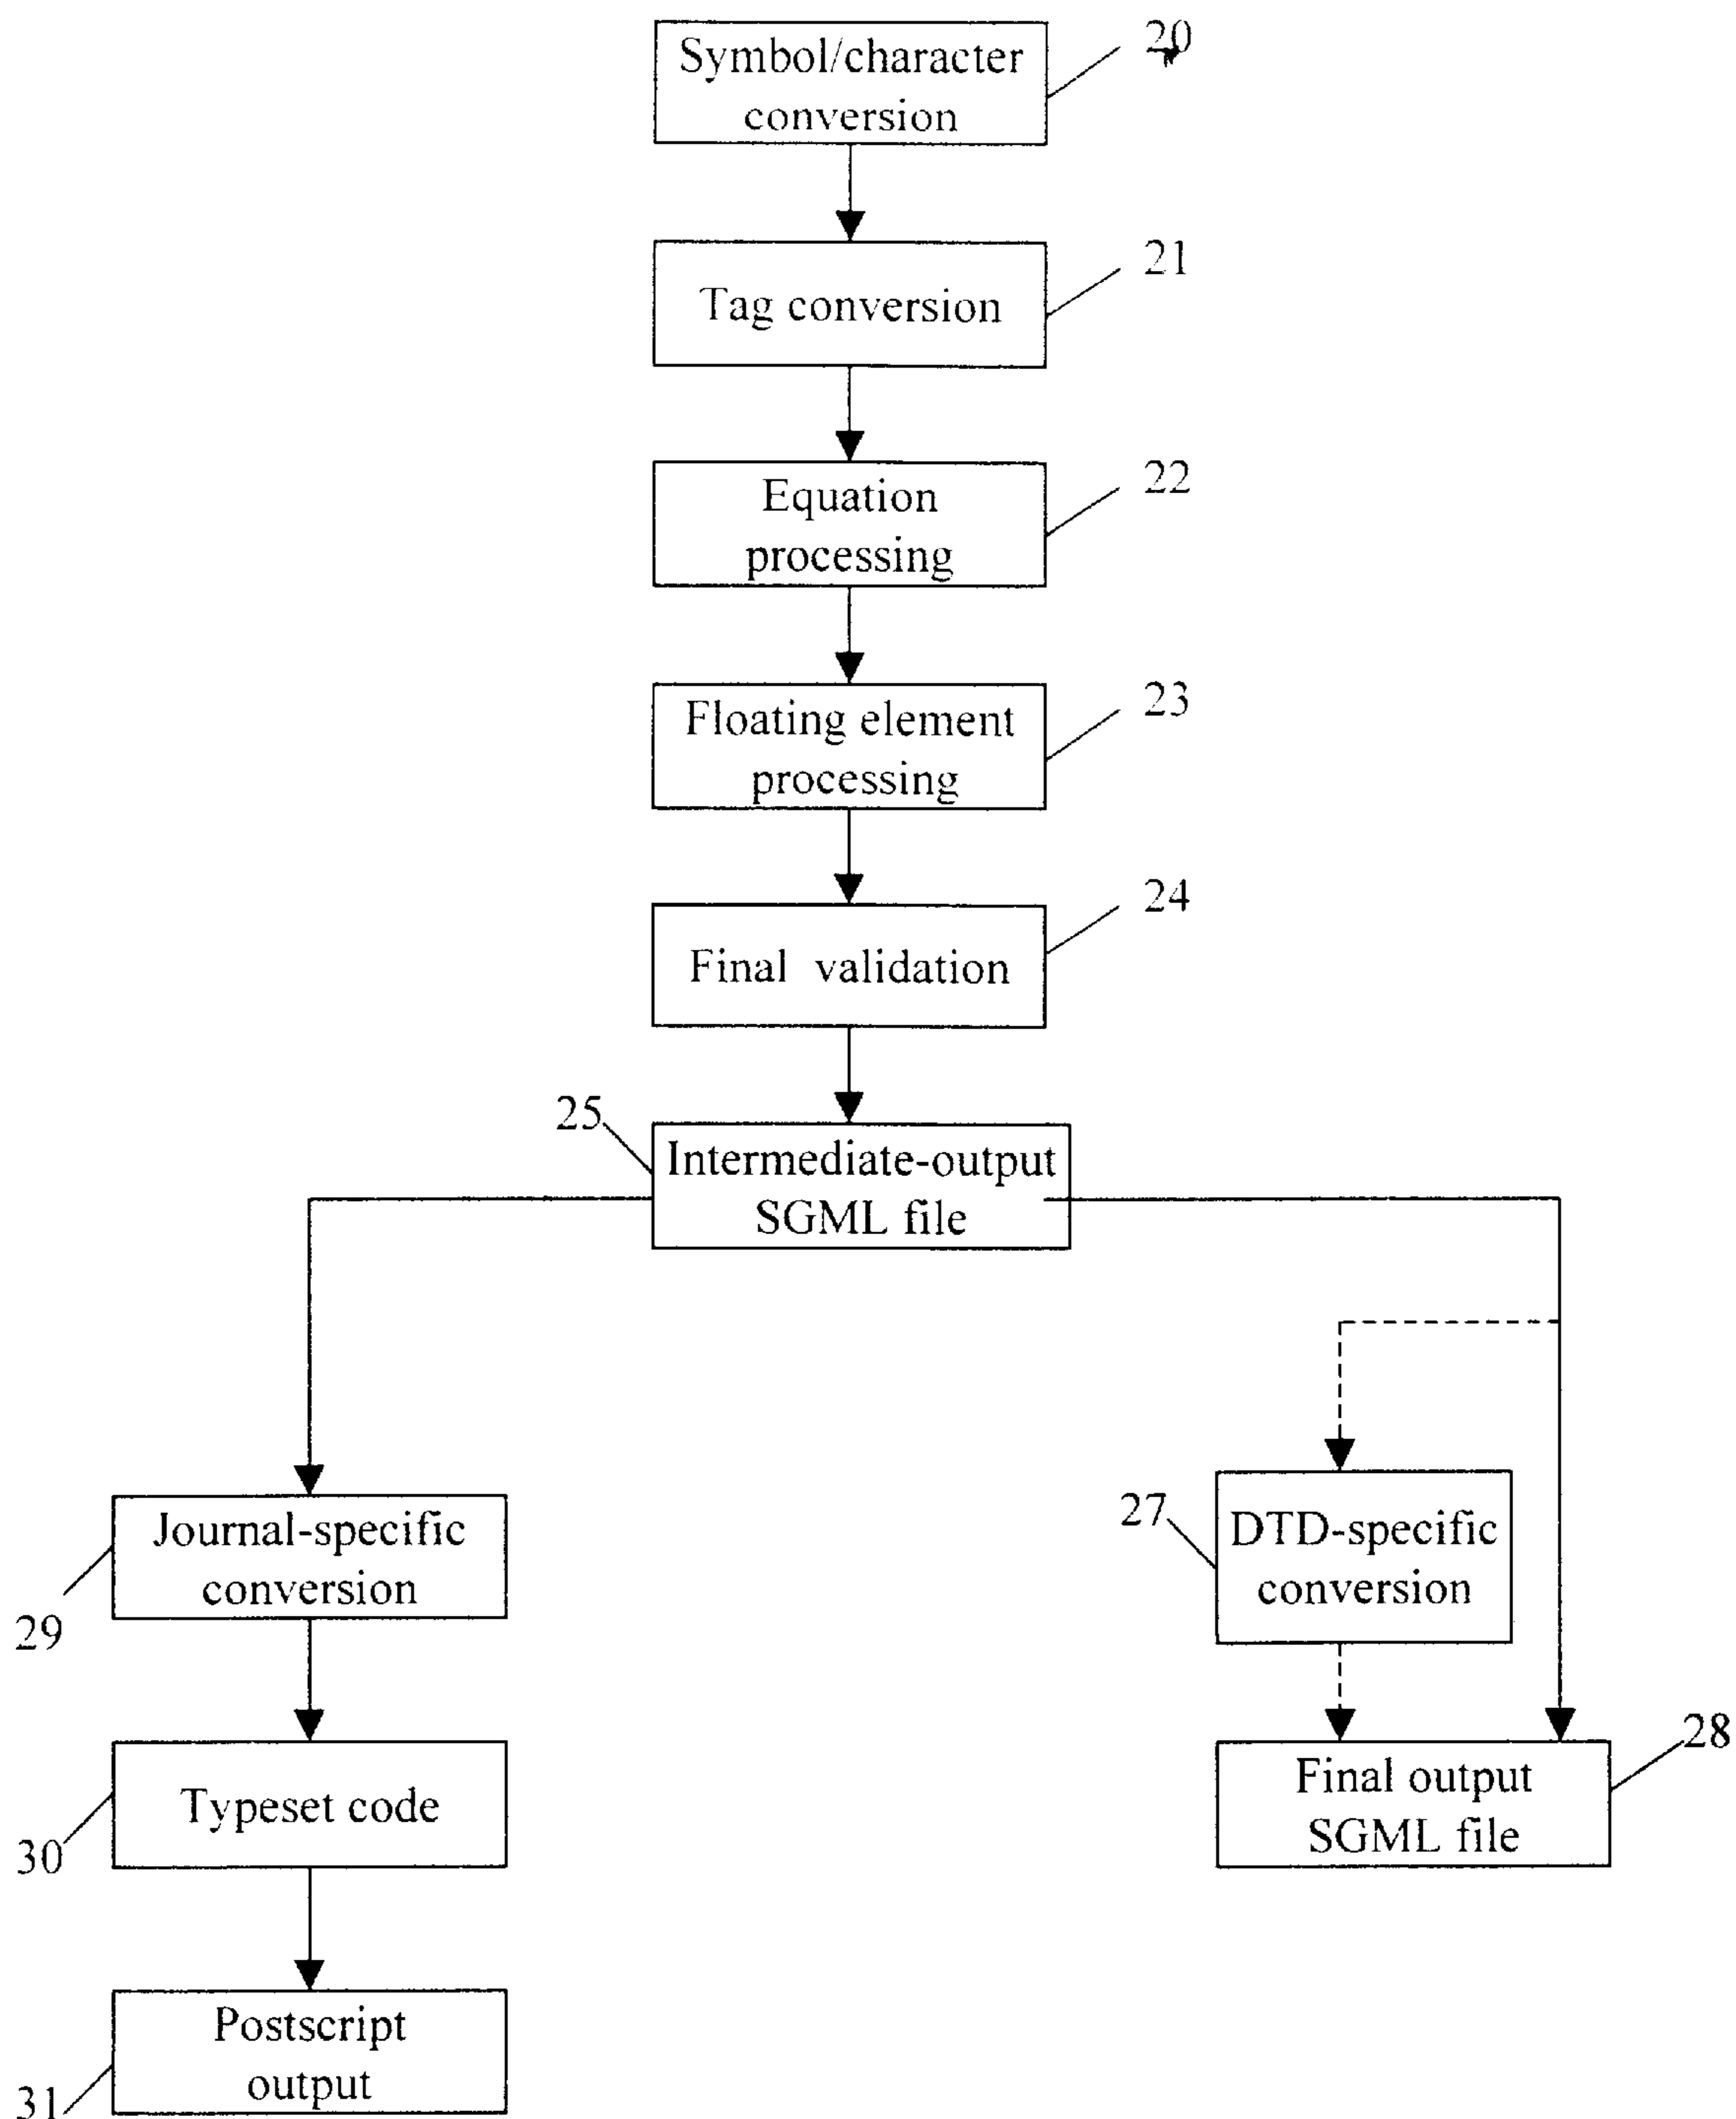 Symbol/character
conversion
20
Tag conversion
21
Equation
processing
22
Floating element
processing
23
Final validation
24
25
Intermediate-output
SGML file
Journal-specific
conversion
29
27
DTD-specific
conversion
Typeset code
30
Final output
SGML file
28
Postscript
output
31